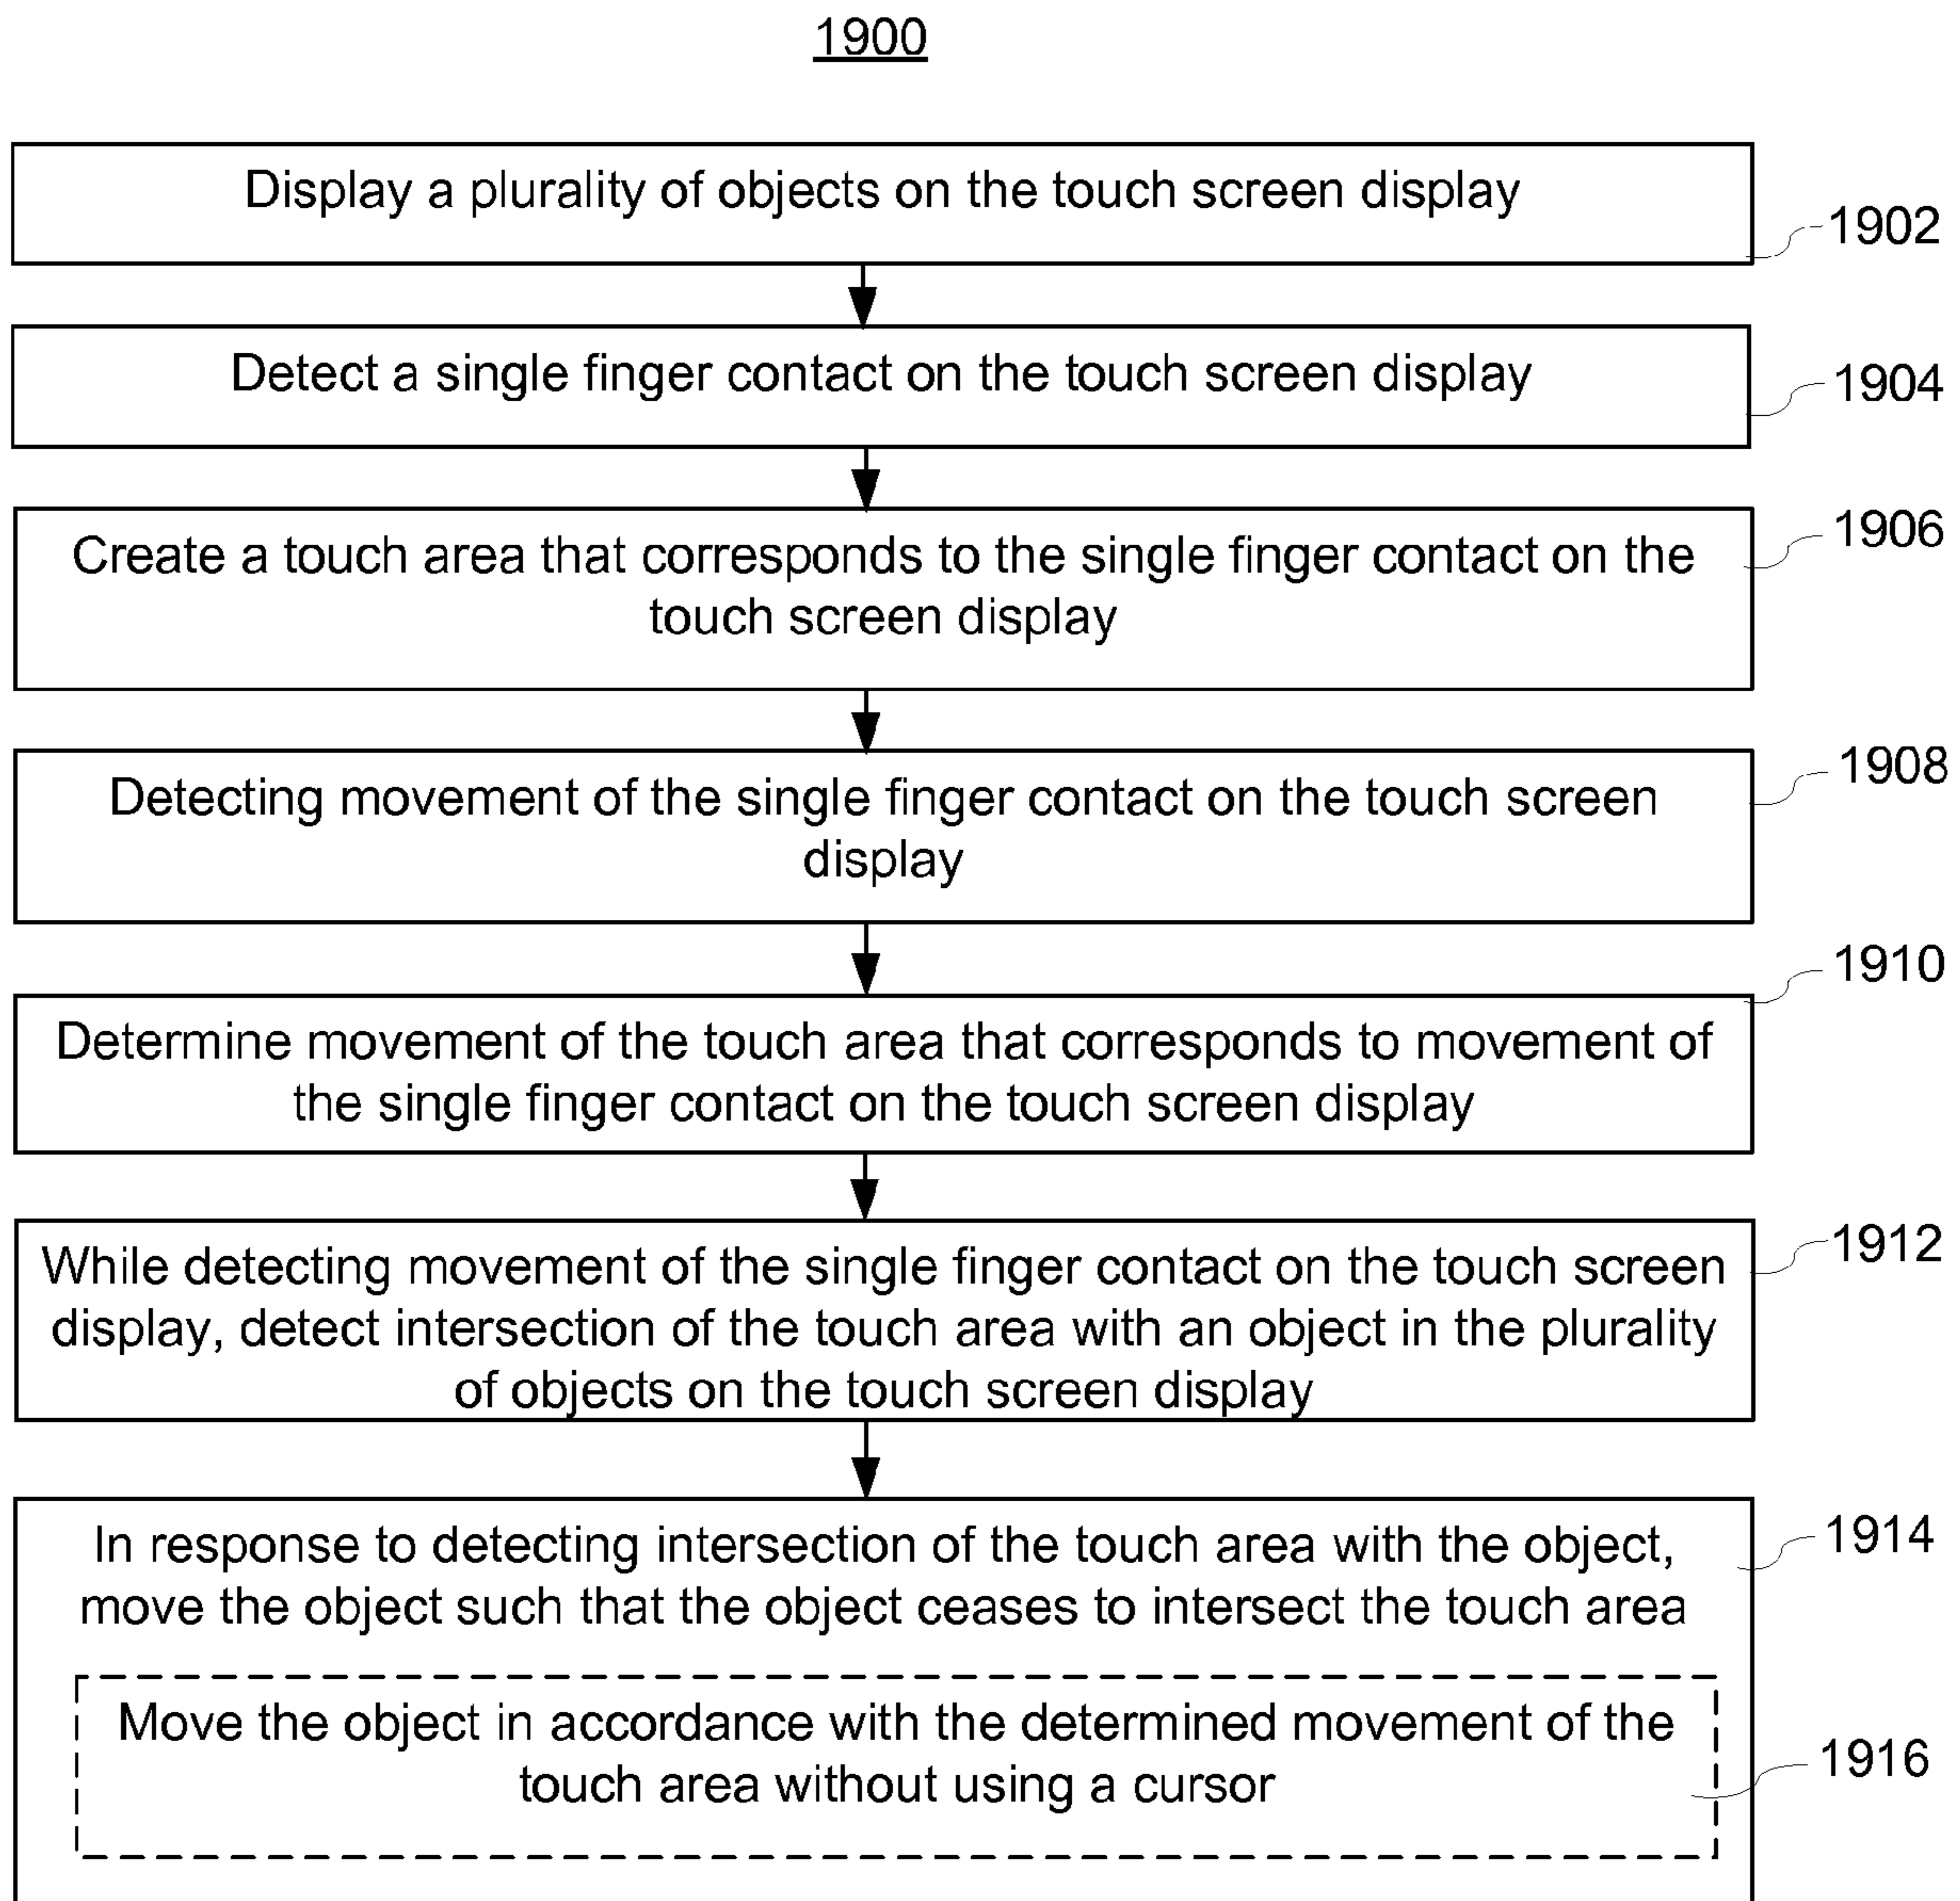 1900
Display a plurality of objects on the touch screen display
1902
Detect a single finger contact on the touch screen display
1904
Create a touch area that corresponds to the single finger contact on the
touch screen display
1906
Detecting movement of the single finger contact on the touch screen
display
1908
Determine movement of the touch area that corresponds to movement of
the single finger contact on the touch screen display
1910
While detecting movement of the single finger contact on the touch screen
display, detect intersection of the touch area with an object in the plurality
of objects on the touch screen display
1912
In response to detecting intersection of the touch area with the object,
move the object such that the object ceases to intersect the touch area
1914
Move the object in accordance with the determined movement of the
touch area without using a cursor
1916